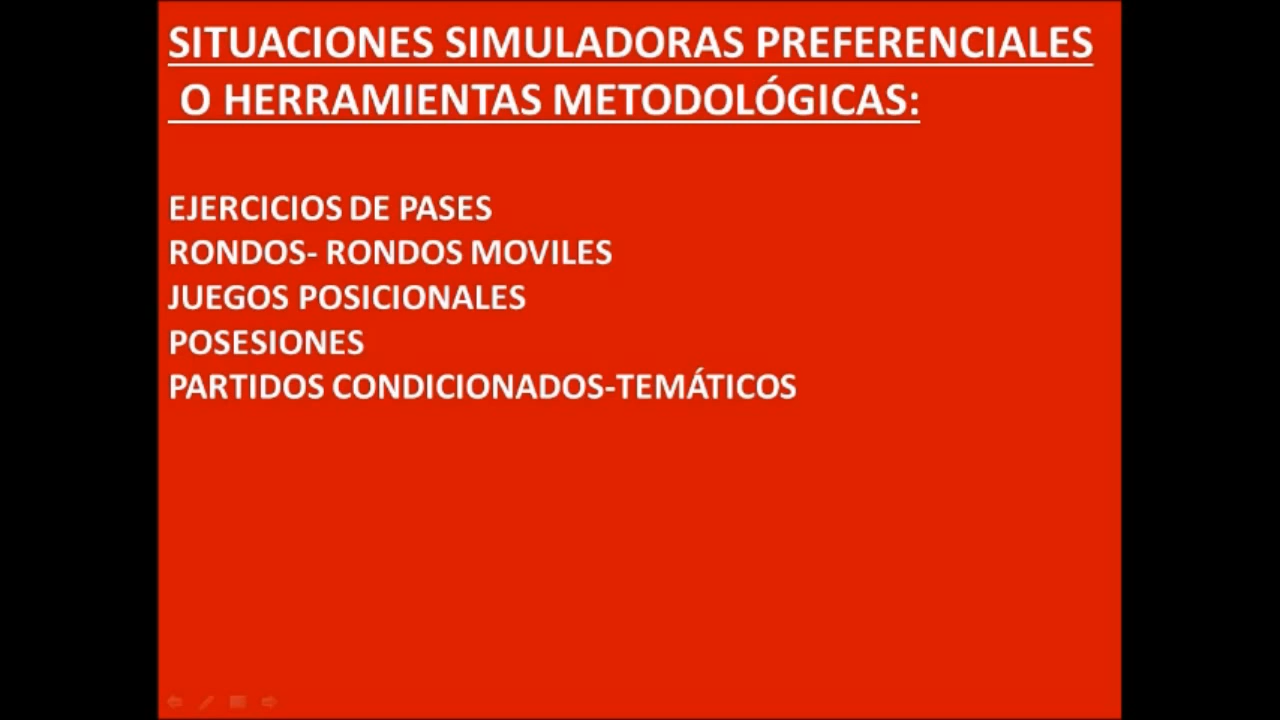 SITUACIONES SIMULADORAS PREFERENCIALES
O HERRAMIENTAS METODOLÓGICAS:
EJERCICIOS DE PASES
RONDOS- RONDOS MOVILES
JUEGOS POSICIONALES
POSESIONES
PARTIDOS CONDICIONADOS-TEMÁTICOS